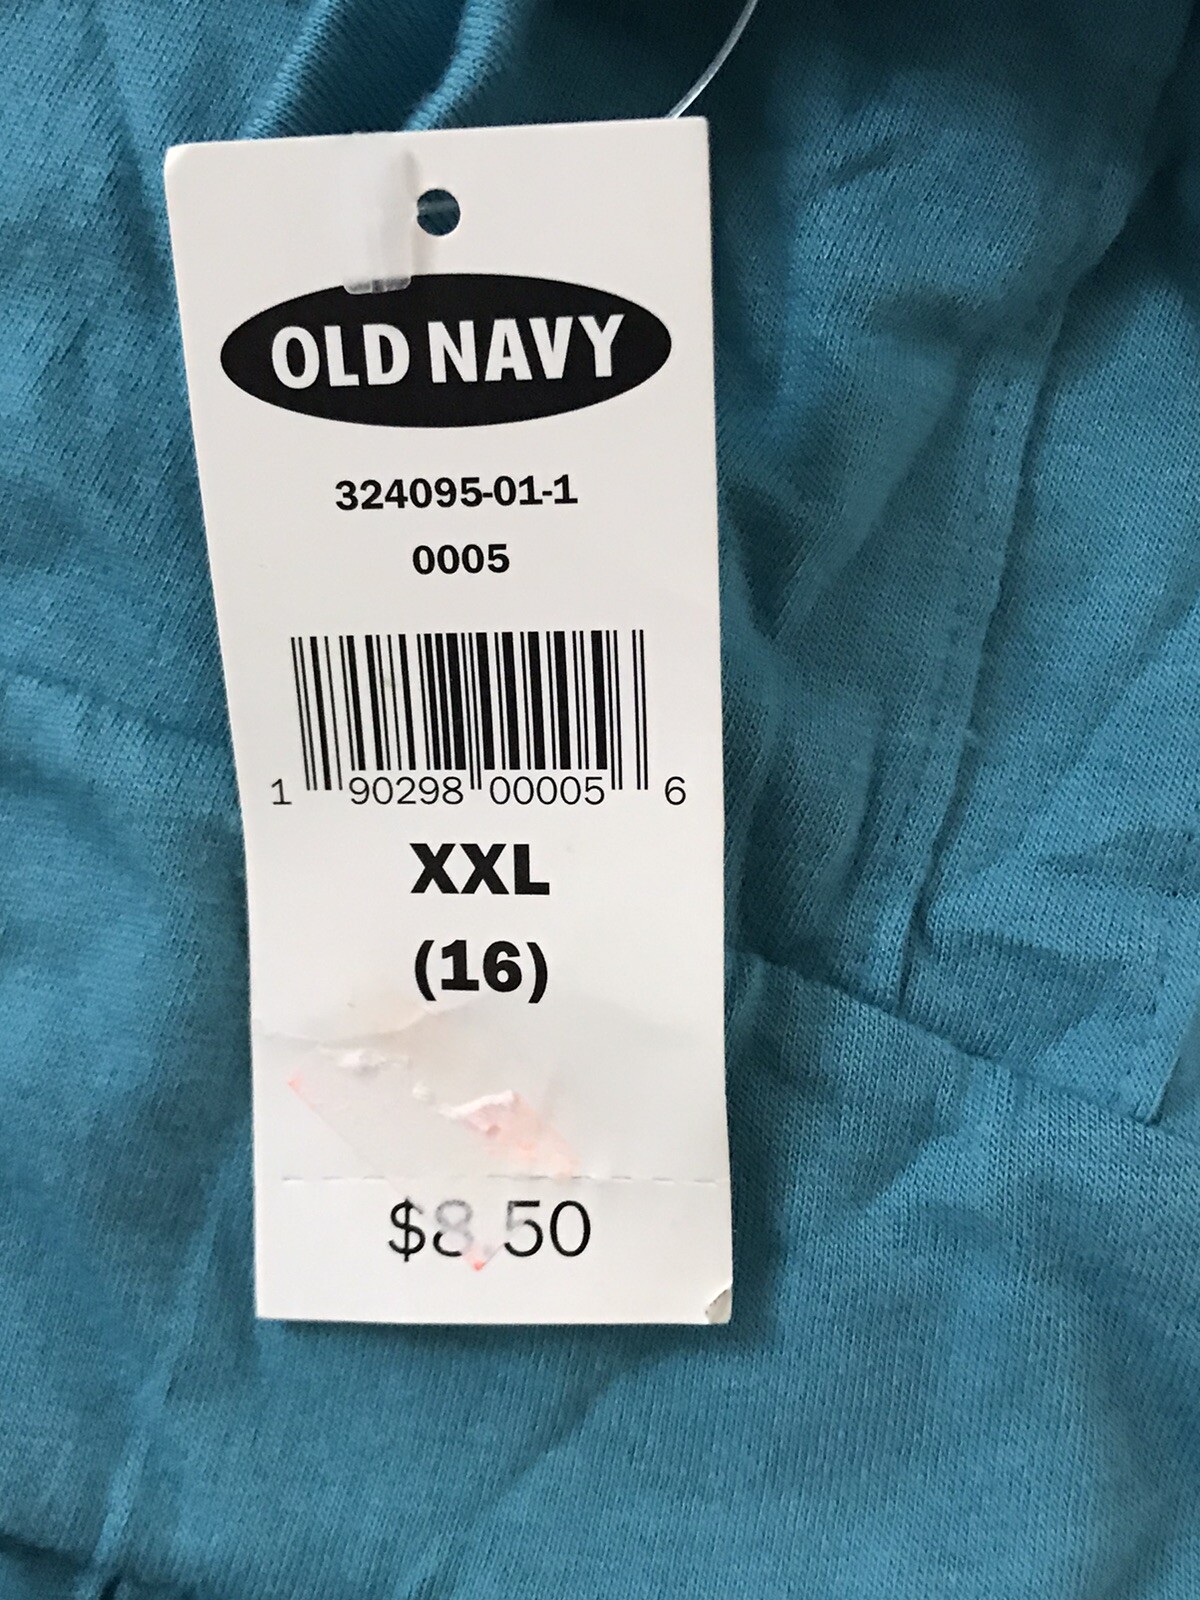 OLD NAVY
324095-01-1
0005
1 90298 00005 6
XXL
(16)
$8.50